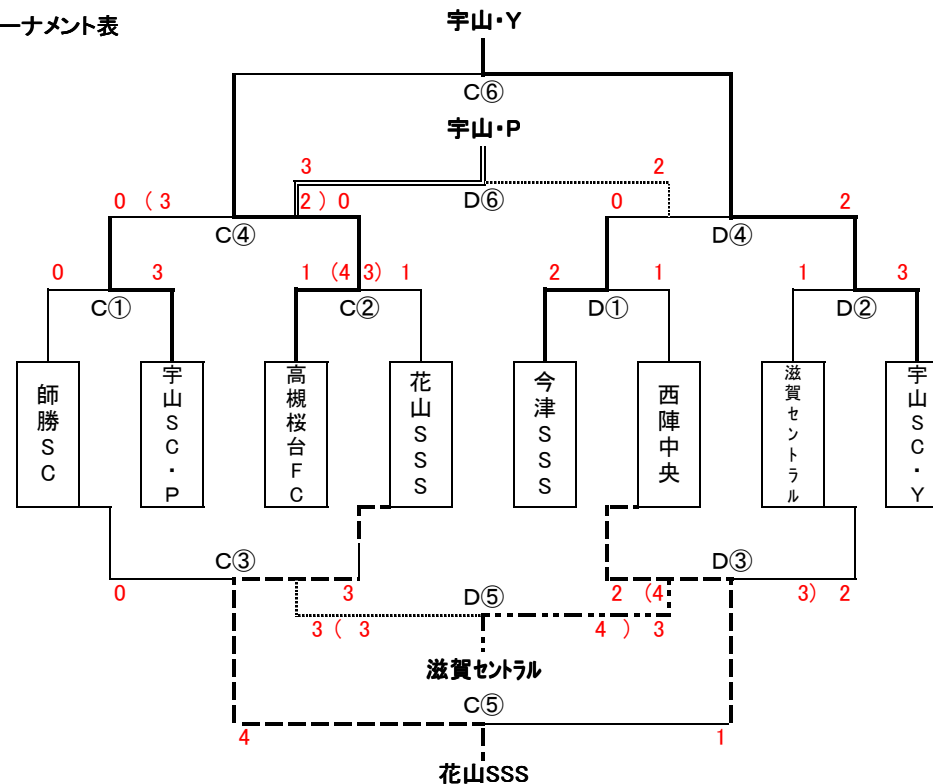 ーナメント表
宇山・Y
C⑥
宇山・P
3 2
D⑥
0 ( 3 2 ) 0 0 2
C④ D④
0 3 1 (4 3) 1 2 1 1 3
C① C② D① D②
師勝SC
宇山SC・P
高槻桜台FC
花山SSS
今津SSS
西陣中央
滋賀セントラル
宇山SC・Y
C③ D③
0 3 2 (4 3) 2
D⑤
3 ( 3 4 ) 3
滋賀セントラル
C⑤
4 1
花山SSS